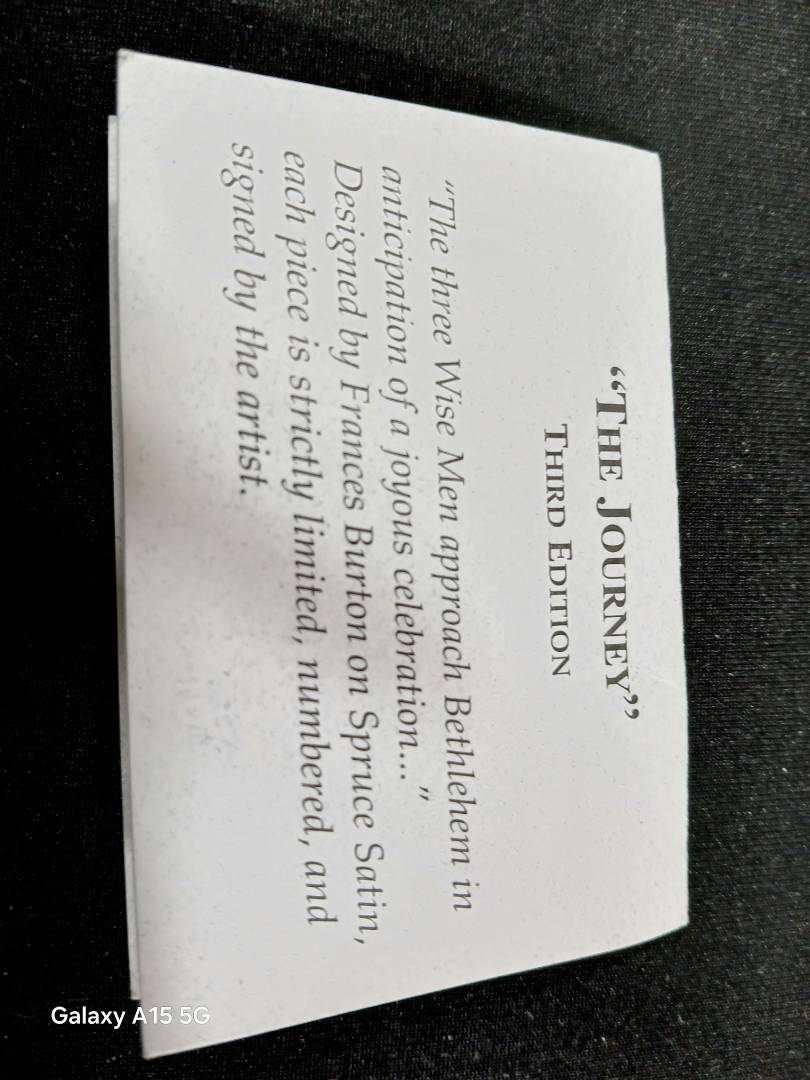 “THE JOURNEY”
THIRD EDITION
“The three Wise Men approach Bethlehem in
anticipation of a joyous celebration...”
Designed by Frances Burton on Spruce Satin,
each piece is strictly limited, numbered, and
signed by the artist.
Galaxy A15 5G